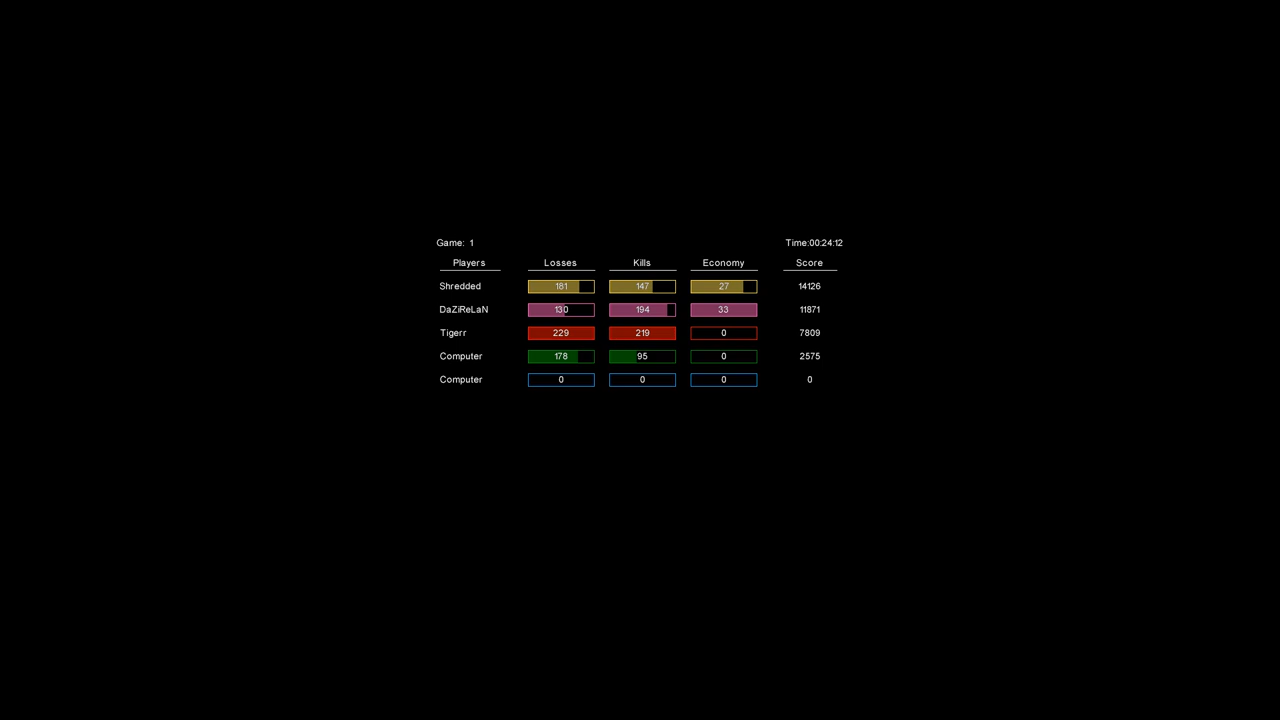 Game: 1 Time:00:24:12
Players Losses Kills Economy Score
Shredded 181 147 27 14126
DaZiReLaN 130 194 33 11871
Tigerr 229 219 0 7809
Computer 178 95 0 2575
Computer 0 0 0 0